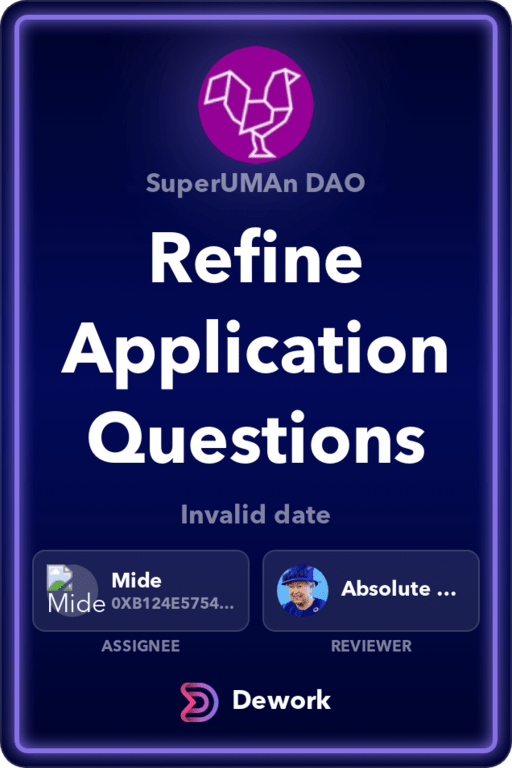 SuperUMAn DAO
Refine
Application
Questions
Invalid date
Mide
Mide
0XB124E5754...
Absolute ...
ASSIGNEE
REVIEWER
Dework